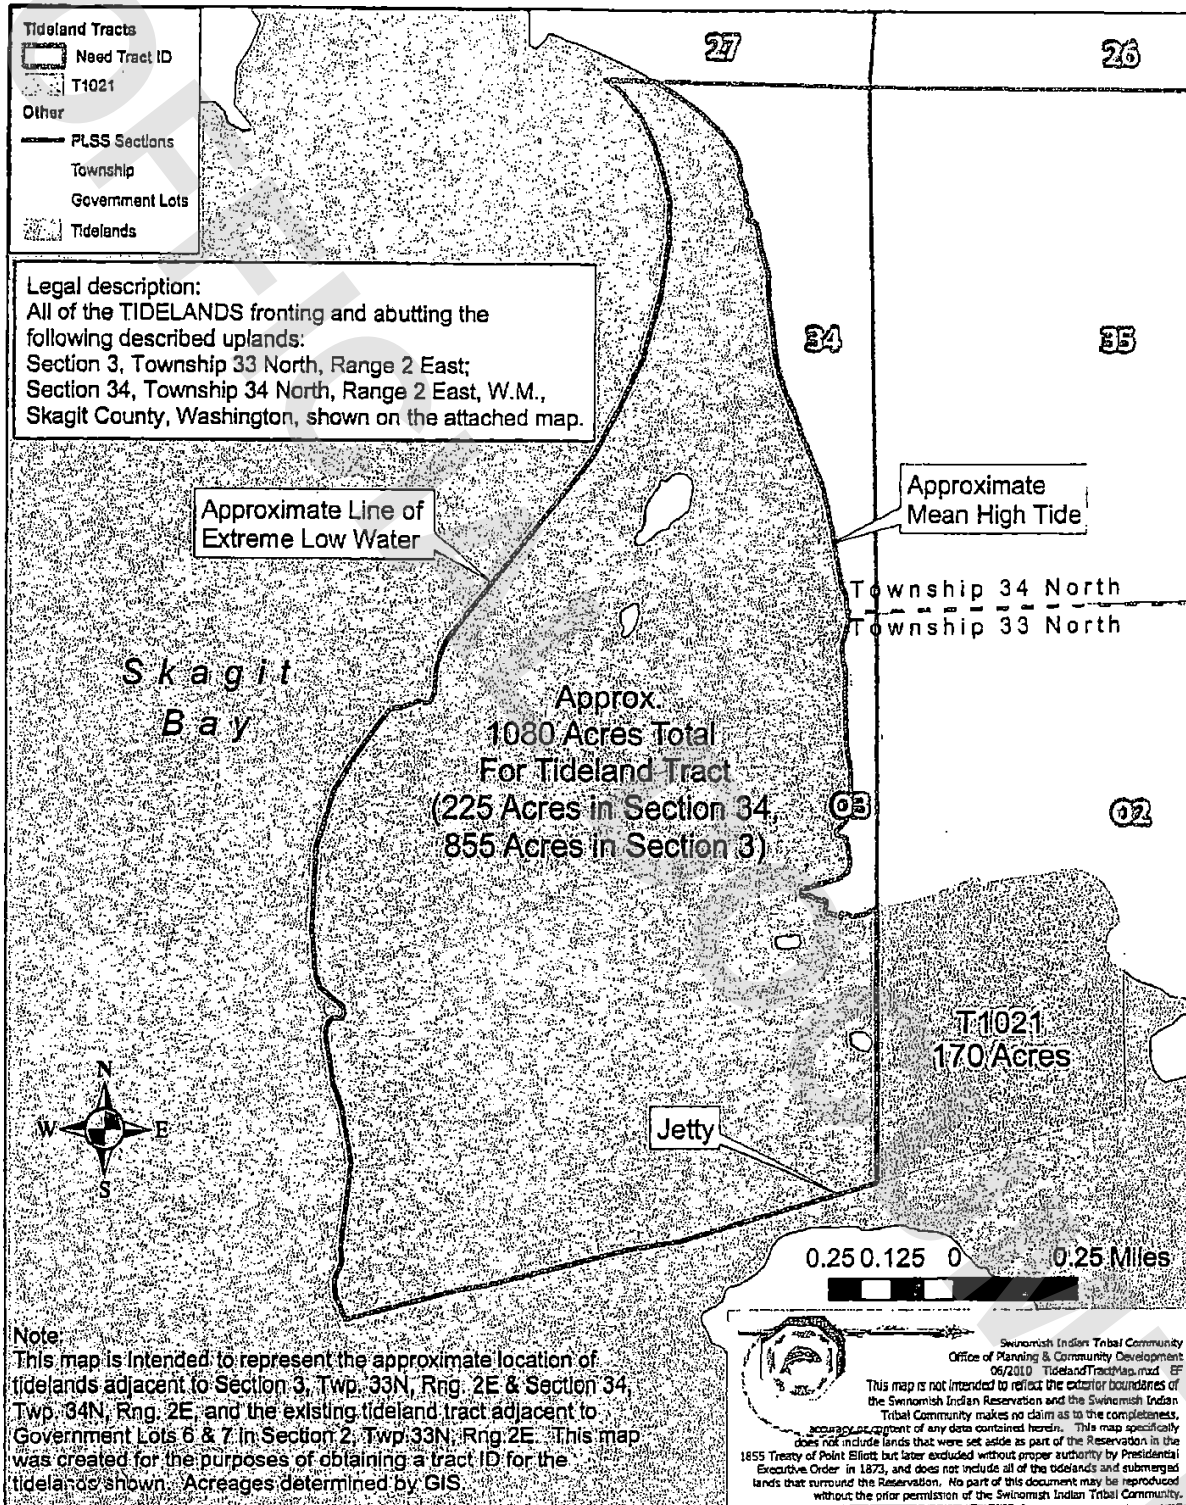 Tideland Tracts
Need Tract ID
T1021
Other
PLSS Sections
Township
Government Lots
Tidelands
27
26
Legal description:
All of the TIDELANDS fronting and abutting the
following described uplands:
Section 3, Township 33 North, Range 2 East;
Section 34, Township 34 North, Range 2 East, W.M.,
Skagit County, Washington, shown on the attached map.
34
35
Approximate Line of
Extreme Low Water
Approximate
Mean High Tide
Township 34 North
Township 33 North
Skagit
Bay
Approx.
1080 Acres Total
For Tideland Tract
(225 Acres in Section 34,
855 Acres in Section 3)
03
02
T1021
170 Acres
N
W
E
S
Jetty
0.25 0.125 0 0.25 Miles
Note:
This map is intended to represent the approximate location of
tidelands adjacent to Section 3, Twp. 33N, Rng. 2E & Section 34,
Twp. 34N, Rng. 2E, and the existing tideland tract adjacent to
Government Lots 6 & 7 in Section 2, Twp 33N, Rng 2E. This map
was created for the purposes of obtaining a tract ID for the
tidelands shown. Acreages determined by GIS.
Swinomish Indian Tribal Community
Office of Planning & Community Development
06/2010 TidelandTractMap.mxd EF
This map is not intended to reflect the exterior boundaries of
the Swinomish Indian Reservation and the Swinomish Indian
Tribal Community makes no claim as to the completeness,
accuracy or content of any data contained herein. This map specifically
does not include lands that were set aside as part of the Reservation in the
1855 Treaty of Point Elliott but later excluded without proper authority by Presidential
Executive Order in 1873, and does not include all of the tidelands and submerged
lands that surround the Reservation. No part of this document may be reproduced
without the prior permission of the Swinomish Indian Tribal Community.